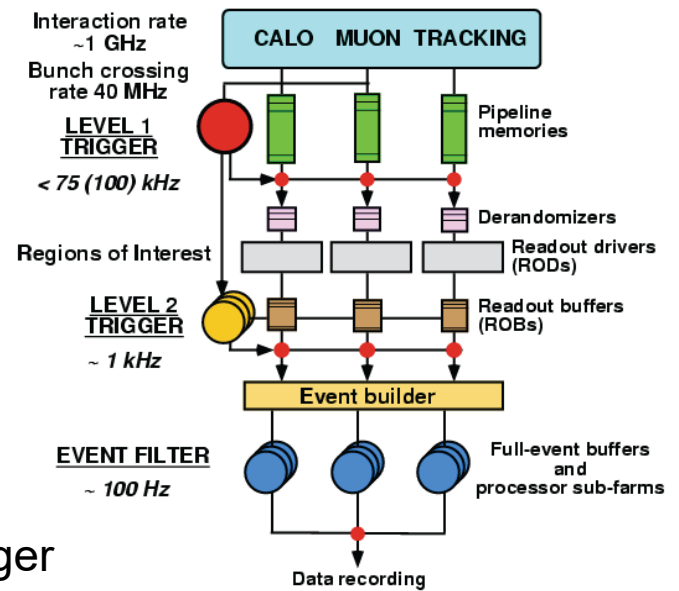 Interaction rate
~1 GHz
CALO MUON TRACKING
Bunch crossing
rate 40 MHz
LEVEL 1
TRIGGER
< 75 (100) kHz
Pipeline
memories
Derandomizers
Regions of Interest
Readout drivers
(RODs)
LEVEL 2
TRIGGER
~ 1 kHz
Readout buffers
(ROBs)
Event builder
EVENT FILTER
~ 100 Hz
Full-event buffers
and
processor sub-farms
ger
Data recording